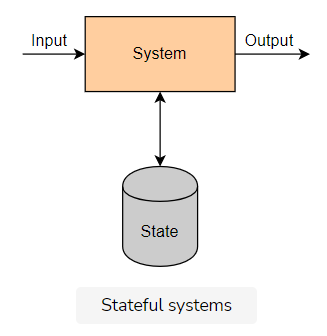 Input
System
Output
State
Stateful systems